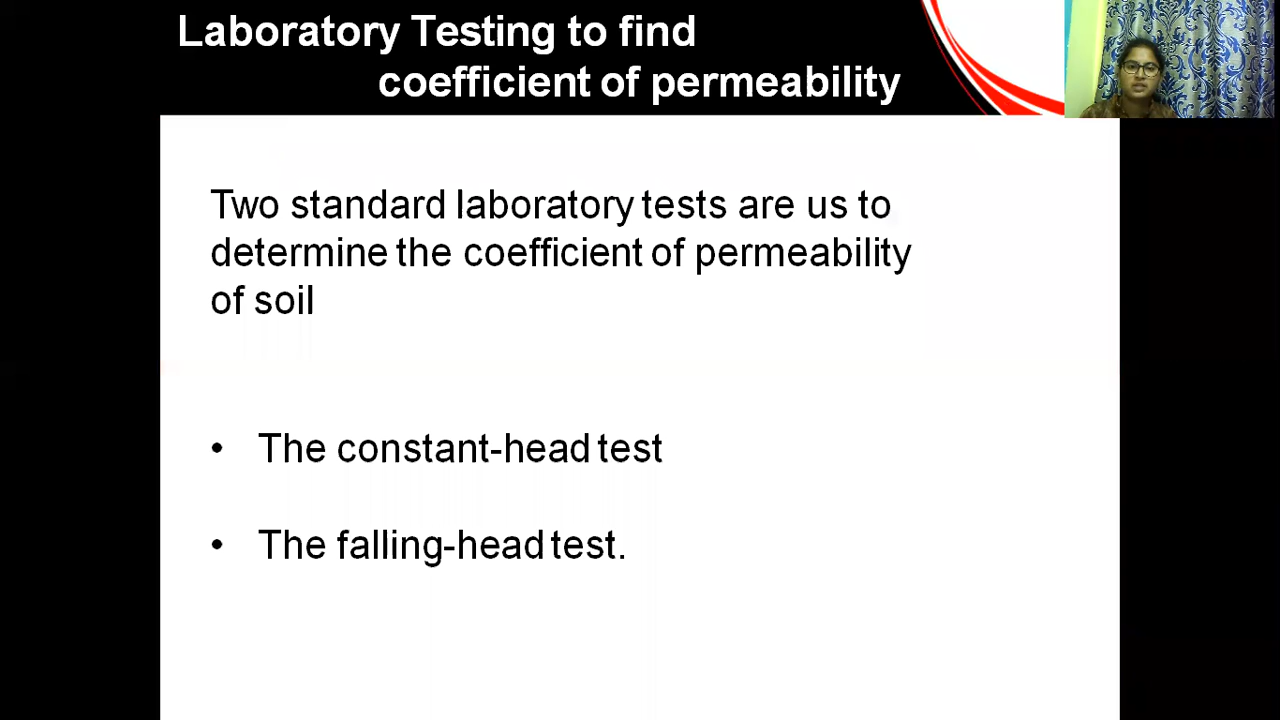 Laboratory Testing to find
coefficient of permeability
Two standard laboratory tests are us to
determine the coefficient of permeability
of soil
• The constant-head test
• The falling-head test.